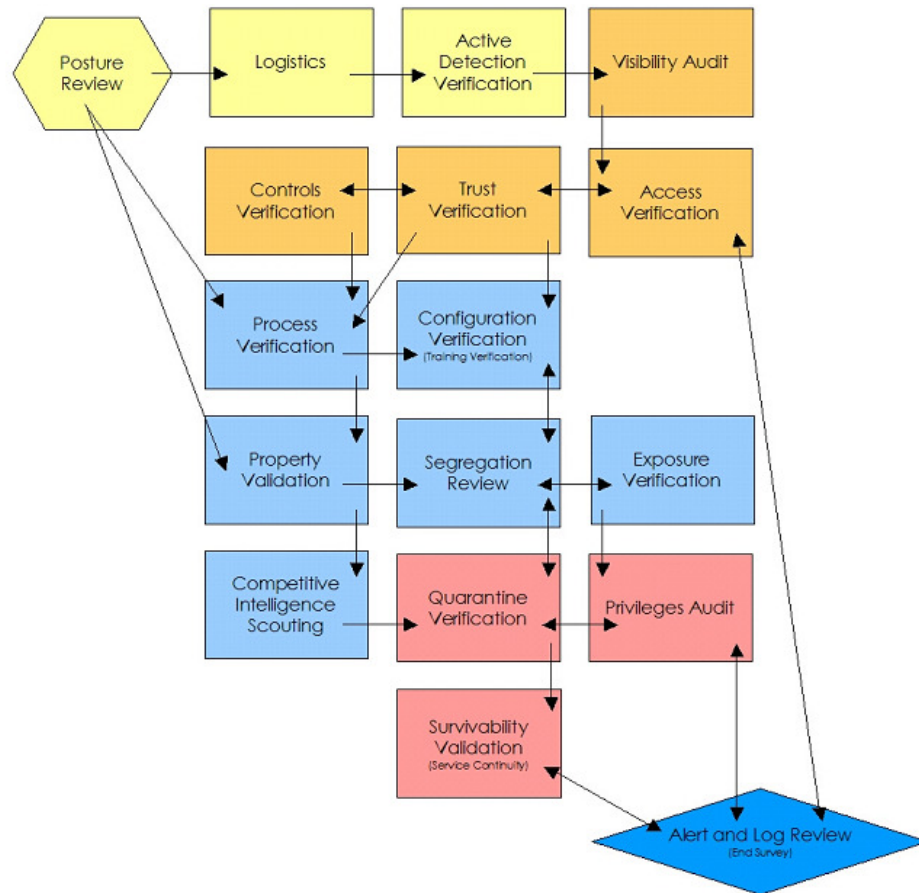 Posture
Review
Logistics
Active
Detection
Verification
Visibility Audit
Controls
Verification
Trust
Verification
Access
Verification
Process
Verification
Configuration
Verification
(Training Verification)
Property
Validation
Segregation
Review
Exposure
Verification
Competitive
Intelligence
Scouting
Quarantine
Verification
Privileges Audit
Survivability
Validation
(Service Continuity)
Alert and Log Review
(End Survey)